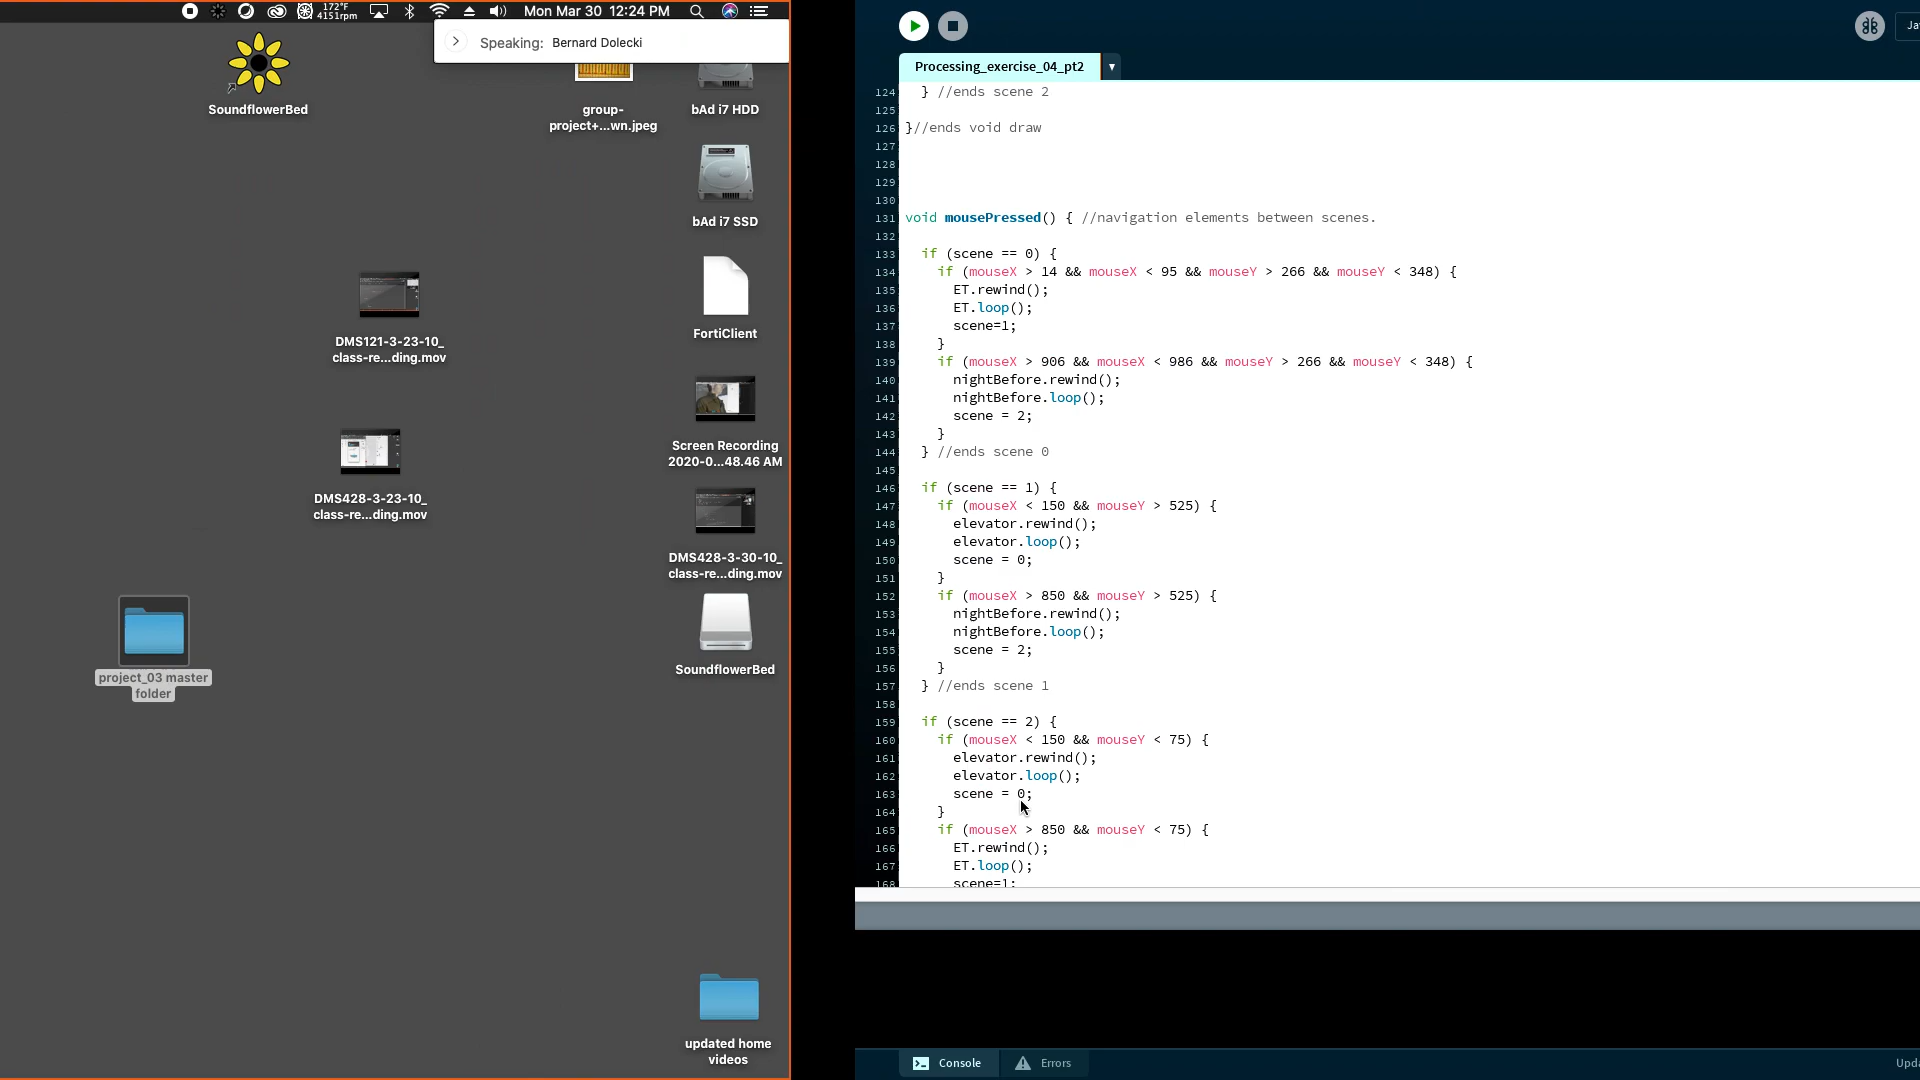 172°F
4151rpm
Mon Mar 30 12:24 PM
Speaking: Bernard Dolecki
SoundflowerBed
group-
project+...wn.jpeg
bAd i7 HDD
bAd i7 SSD
DMS121-3-23-10_
class-re...ding.mov
FortiClient
Screen Recording
2020-0...48.46 AM
DMS428-3-23-10_
class-re...ding.mov
DMS428-3-30-10_
class-re...ding.mov
SoundflowerBed
project_03 master
folder
updated home
videos
Ja
Processing_exercise_04_pt2
124 } //ends scene 2
125
126 }//ends void draw
127
128
129
130
131 void mousePressed() { //navigation elements between scenes.
132
133 if (scene == 0) {
134 if (mouseX > 14 && mouseX < 95 && mouseY > 266 && mouseY < 348) {
135 ET.rewind();
136 ET.loop();
137 scene=1;
138 }
139 if (mouseX > 906 && mouseX < 986 && mouseY > 266 && mouseY < 348) {
140 nightBefore.rewind();
141 nightBefore.loop();
142 scene = 2;
143 }
144 } //ends scene 0
145
146 if (scene == 1) {
147 if (mouseX < 150 && mouseY > 525) {
148 elevator.rewind();
149 elevator.loop();
150 scene = 0;
151 }
152 if (mouseX > 850 && mouseY > 525) {
153 nightBefore.rewind();
154 nightBefore.loop();
155 scene = 2;
156 }
157 } //ends scene 1
158
159 if (scene == 2) {
160 if (mouseX < 150 && mouseY < 75) {
161 elevator.rewind();
162 elevator.loop();
163 scene = 0;
164 }
165 if (mouseX > 850 && mouseY < 75) {
166 ET.rewind();
167 ET.loop();
168 scene=1;
Console
Errors
Upda